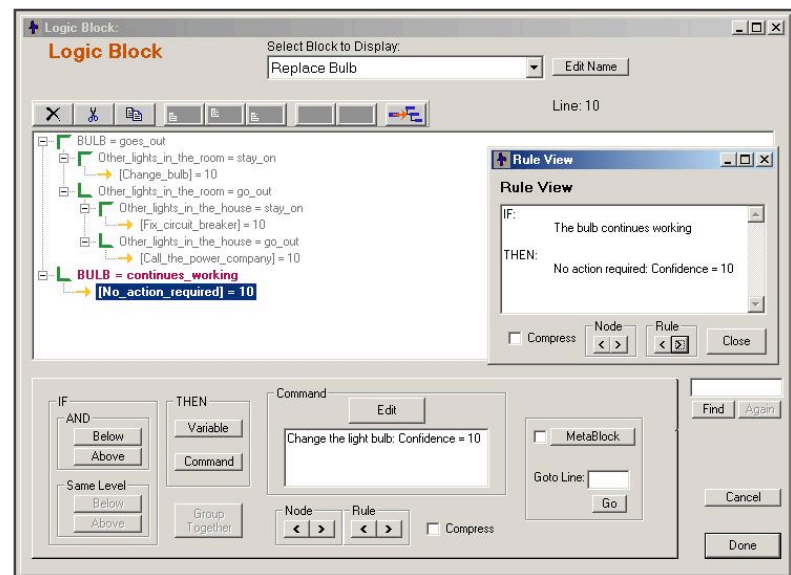 Logic Block:
Logic Block
Select Block to Display:
Replace Bulb
Edit Name
Line: 10
BULB = goes_out
Other_lights_in_the_room = stay_on
[Change_bulb] = 10
Other_lights_in_the_room = go_out
Other_lights_in_the_house = stay_on
[Fix_circuit_breaker] = 10
Other_lights_in_the_house = go_out
[Call_the_power_company] = 10
BULB = continues_working
[No_action_required] = 10
Rule View
Rule View
IF:
The bulb continues working
THEN:
No action required: Confidence = 10
Compress
Node
< >
Rule
< >
Close
IF
AND
Below
Above
Same Level
Below
Above
THEN
Variable
Command
Group
Together
Command
Edit
Change the light bulb: Confidence = 10
Node
< >
Rule
< >
Compress
MetaBlock
Goto Line:
Go
Find
Again
Cancel
Done